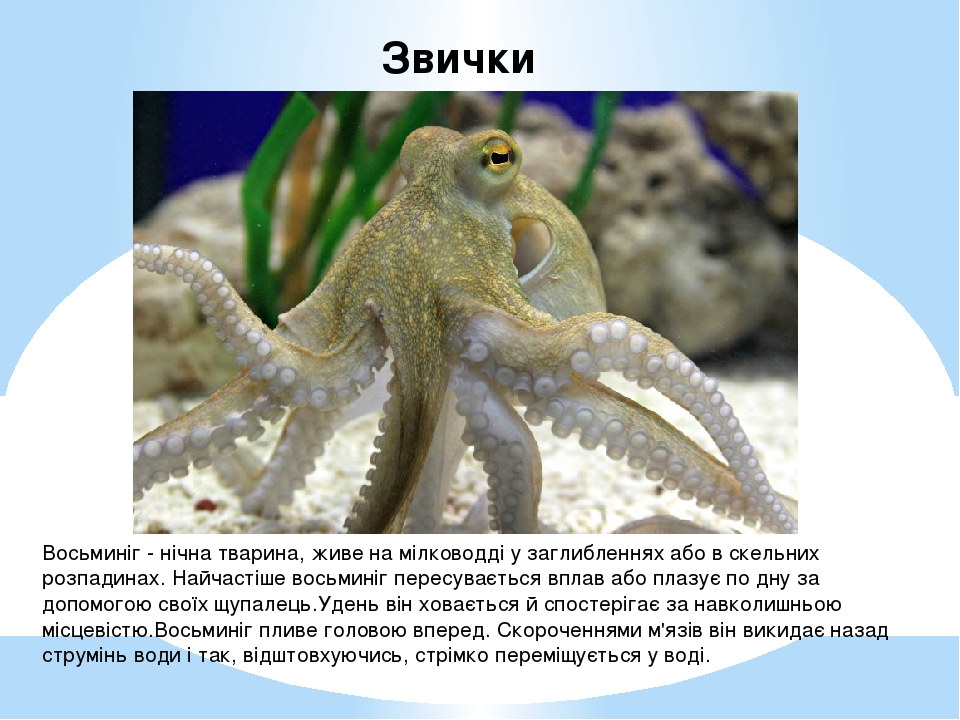 Звички
Восьминіг - нічна тварина, живе на мілководді у заглибленнях або в скельних
розпадинах. Найчастіше восьминіг пересувається вплав або плазує по дну за
допомогою своїх щупалець.Удень він ховається й спостерігає за навколишньою
місцевістю.Восьминіг пливе головою вперед. Скороченнями м'язів він викидає назад
струмінь води і так, відштовхуючись, стрімко переміщується у воді.